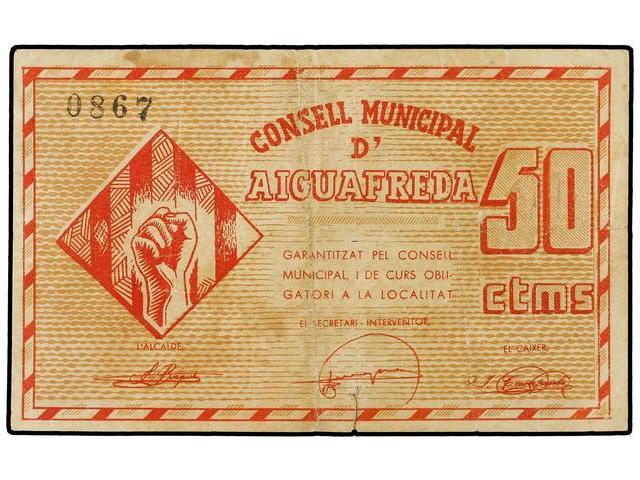 0867
CONSELL MUNICIPAL
D'
AIGUAFREDA
50
ctms
GARANTITZAT PEL CONSELL
MUNICIPAL, I DE CURS OBLI-
GATORI A LA LOCALITAT
EL SECRETARI - INTERVENTOR,
L'ALCALDE,
EL CAIXER,